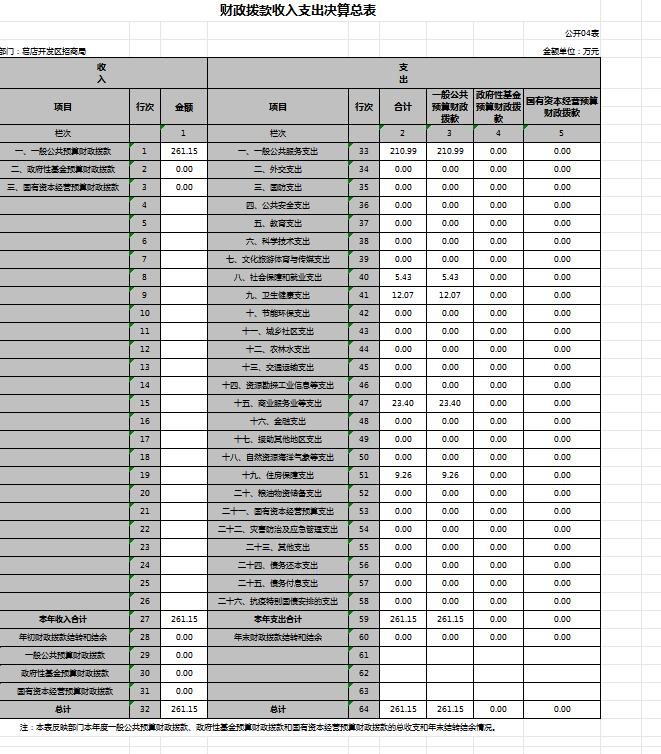 财政拨款收入支出决算总表
公开04表
部门：葛店开发区招商局 金额单位：万元
收 支
入 出
项目 行次 金额 项目 行次 合计 一般公共预算财政拨款 政府性基金预算财政拨款 国有资本经营预算财政拨款
栏次 1 栏次 2 3 4 5
一、一般公共预算财政拨款 1 261.15 一、一般公共服务支出 33 210.99 210.99 0.00 0.00
二、政府性基金预算财政拨款 2 0.00 二、外交支出 34 0.00 0.00 0.00 0.00
三、国有资本经营预算财政拨款 3 0.00 三、国防支出 35 0.00 0.00 0.00 0.00
4 四、公共安全支出 36 0.00 0.00 0.00 0.00
5 五、教育支出 37 0.00 0.00 0.00 0.00
6 六、科学技术支出 38 0.00 0.00 0.00 0.00
7 七、文化旅游体育与传媒支出 39 0.00 0.00 0.00 0.00
8 八、社会保障和就业支出 40 5.43 5.43 0.00 0.00
9 九、卫生健康支出 41 12.07 12.07 0.00 0.00
10 十、节能环保支出 42 0.00 0.00 0.00 0.00
11 十一、城乡社区支出 43 0.00 0.00 0.00 0.00
12 十二、农林水支出 44 0.00 0.00 0.00 0.00
13 十三、交通运输支出 45 0.00 0.00 0.00 0.00
14 十四、资源勘探工业信息等支出 46 0.00 0.00 0.00 0.00
15 十五、商业服务业等支出 47 23.40 23.40 0.00 0.00
16 十六、金融支出 48 0.00 0.00 0.00 0.00
17 十七、援助其他地区支出 49 0.00 0.00 0.00 0.00
18 十八、自然资源海洋气象等支出 50 0.00 0.00 0.00 0.00
19 十九、住房保障支出 51 9.26 9.26 0.00 0.00
20 二十、粮油物资储备支出 52 0.00 0.00 0.00 0.00
21 二十一、国有资本经营预算支出 53 0.00 0.00 0.00 0.00
22 二十二、灾害防治及应急管理支出 54 0.00 0.00 0.00 0.00
23 二十三、其他支出 55 0.00 0.00 0.00 0.00
24 二十四、债务还本支出 56 0.00 0.00 0.00 0.00
25 二十五、债务付息支出 57 0.00 0.00 0.00 0.00
26 二十六、抗疫特别国债安排的支出 58 0.00 0.00 0.00 0.00
本年收入合计 27 261.15 本年支出合计 59 261.15 261.15 0.00 0.00
年初财政拨款结转和结余 28 0.00 年末财政拨款结转和结余 60 0.00 0.00 0.00 0.00
一般公共预算财政拨款 29 0.00 61
政府性基金预算财政拨款 30 0.00 62
国有资本经营预算财政拨款 31 0.00 63
总计 32 261.15 总计 64 261.15 261.15 0.00 0.00
注：本表反映部门本年度一般公共预算财政拨款、政府性基金预算财政拨款和国有资本经营预算财政拨款的总收支和年末结转结余情况。